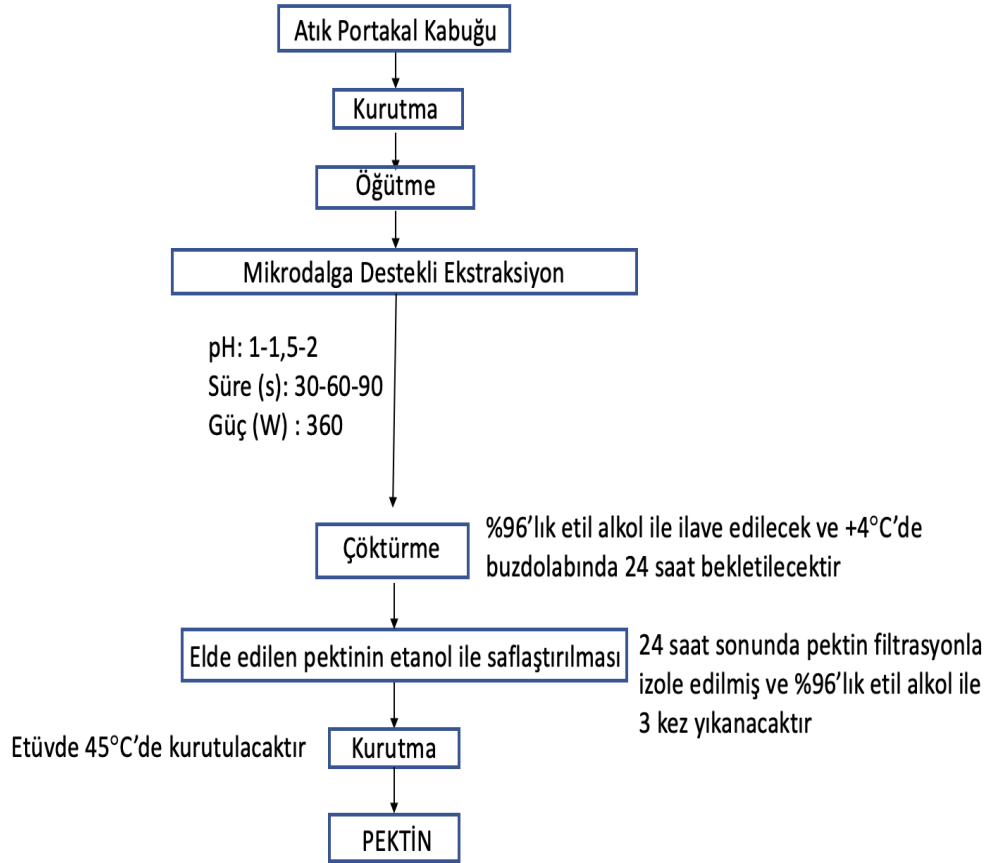 Atık Portakal Kabuğu
Kurutma
Öğütme
Mikrodalga Destekli Ekstraksiyon
pH: 1-1,5-2
Süre (s): 30-60-90
Güç (W) : 360
Çöktürme
%96’lık etil alkol ile ilave edilecek ve +4°C’de
buzdolabında 24 saat bekletilecektir
Elde edilen pektinin etanol ile saflaştırılması
24 saat sonunda pektin filtrasyonla
izole edilmiş ve %96’lık etil alkol ile
3 kez yıkanacaktır
Etüvde 45°C’de kurutulacaktır
Kurutma
PEKTİN